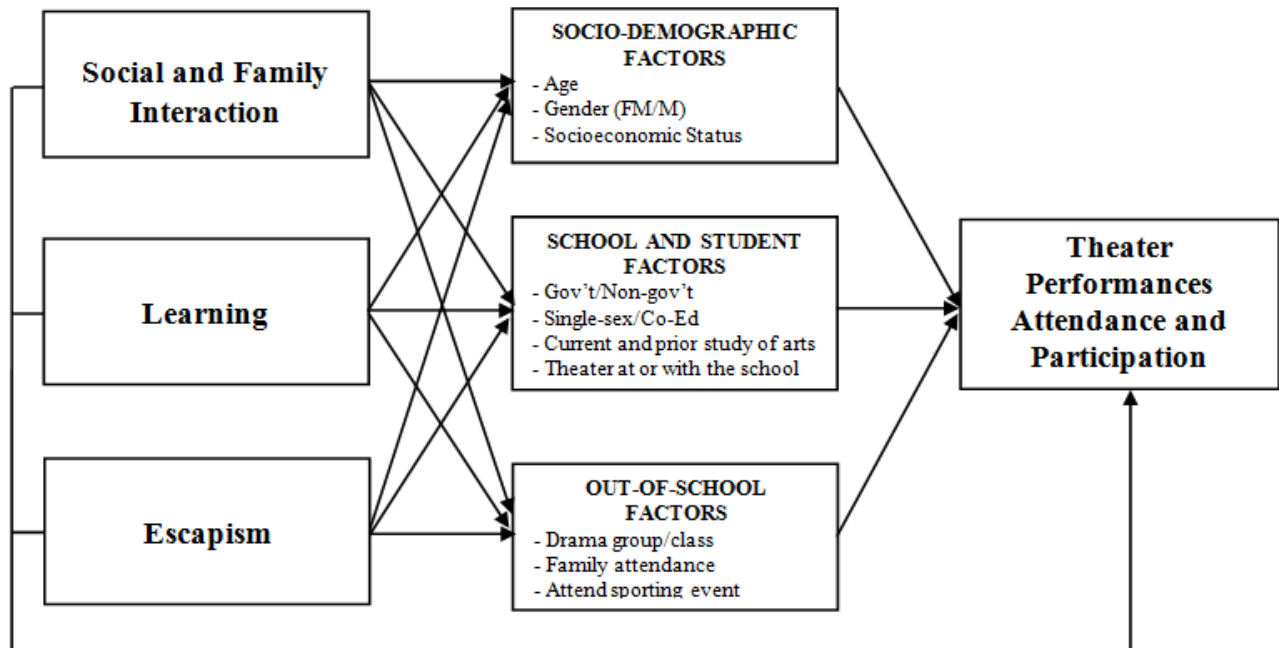 Social and Family
Interaction
Learning
Escapism
SOCIO-DEMOGRAPHIC
FACTORS
- Age
- Gender (FM/M)
- Socioeconomic Status
SCHOOL AND STUDENT
FACTORS
- Gov't/Non-gov't
- Single-sex/Co-Ed
- Current and prior study of arts
- Theater at or with the school
OUT-OF-SCHOOL
FACTORS
- Drama group/class
- Family attendance
- Attend sporting event
Theater
Performances
Attendance and
Participation